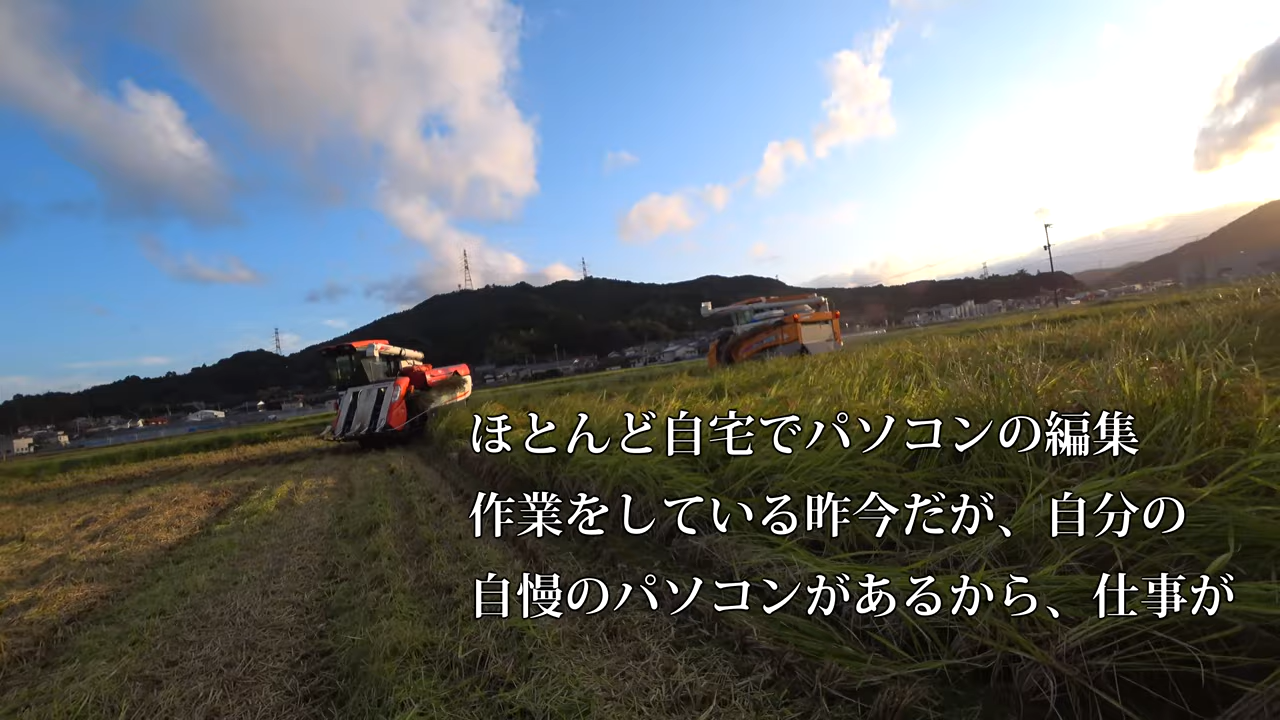 ほとんど自宅でパソコンの編集
作業をしている昨今だが、自分の
自慢のパソコンがあるから、仕事が